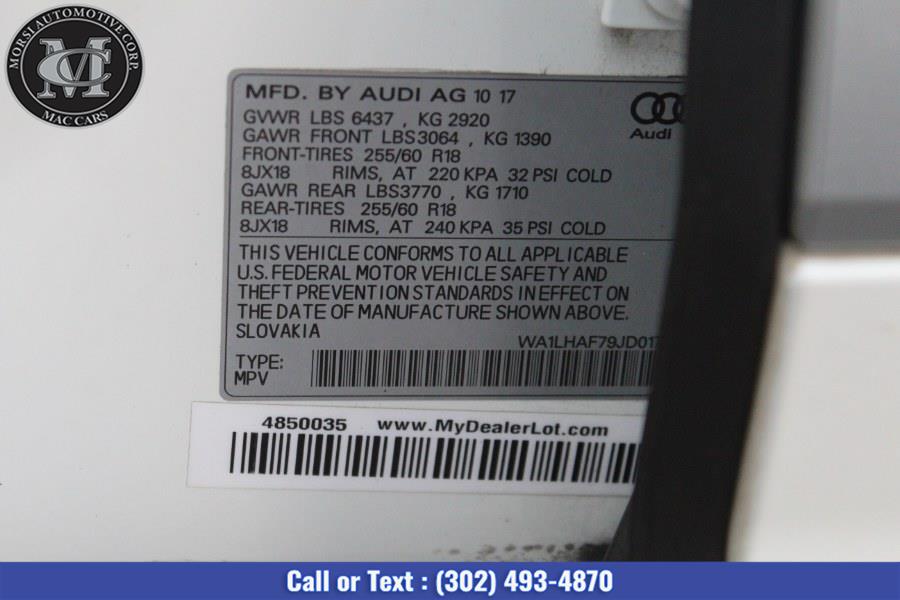 MORSI AUTOMOTIVE CORP.
MC
MAC CARS
MFD. BY AUDI AG 10 17
GVWR LBS 6437 , KG 2920
GAWR FRONT LBS3064 , KG 1390
FRONT-TIRES 255/60 R18
8JX18 RIMS, AT 220 KPA 32 PSI COLD
GAWR REAR LBS3770 , KG 1710
REAR-TIRES 255/60 R18
8JX18 RIMS, AT 240 KPA 35 PSI COLD
Audi
THIS VEHICLE CONFORMS TO ALL APPLICABLE
U.S. FEDERAL MOTOR VEHICLE SAFETY AND
THEFT PREVENTION STANDARDS IN EFFECT ON
THE DATE OF MANUFACTURE SHOWN ABOVE.
SLOVAKIA
WA1LHAF79JD017
TYPE:
MPV
4850035 www.MyDealerLot.com
Call or Text : (302) 493-4870